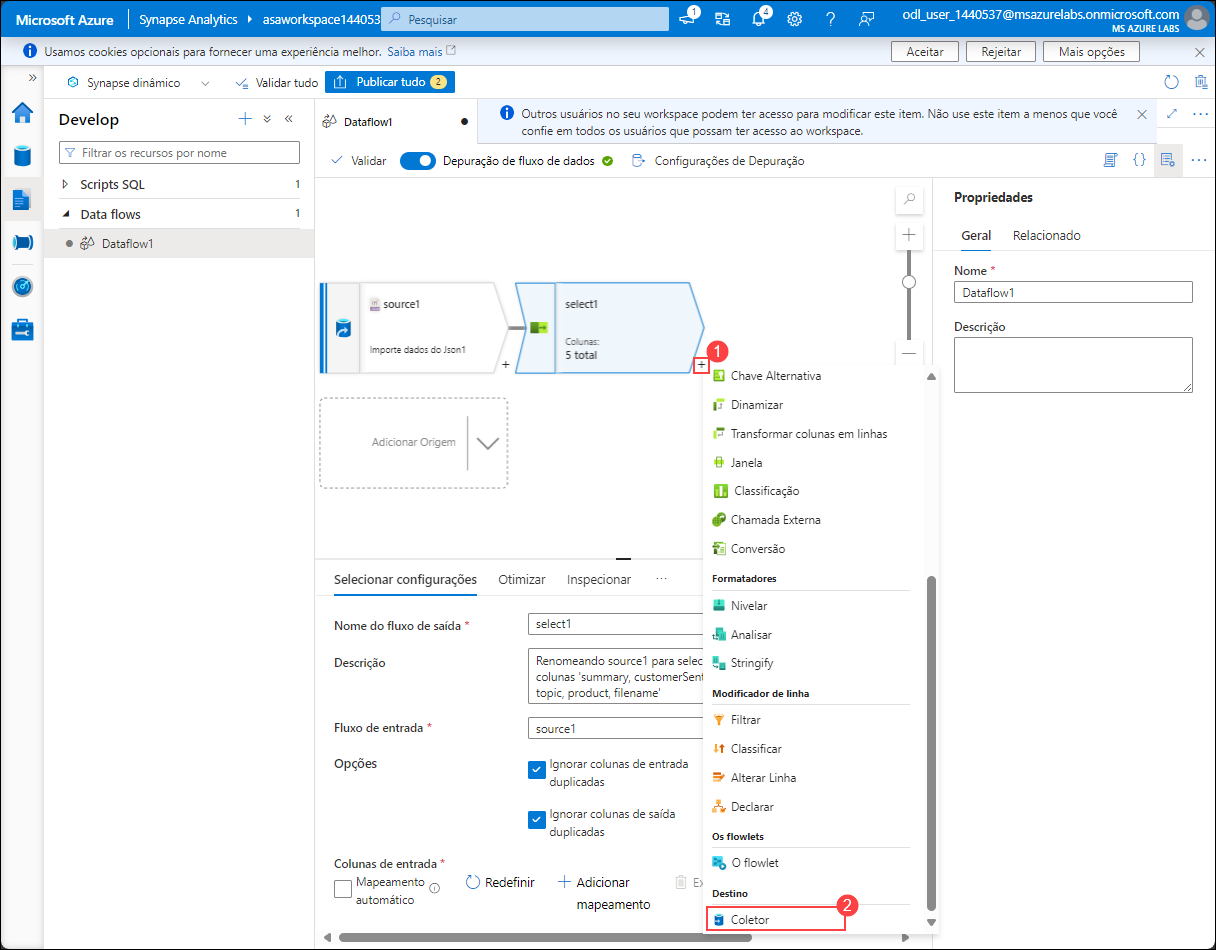 Microsoft Azure
Synapse Analytics
asaworkspace144053
Pesquisar
1
4
odl_user_1440537@msazurelabs.onmicrosoft.com
MS AZURE LABS
Usamos cookies opcionais para fornecer uma experiência melhor. Saiba mais
Aceitar
Rejeitar
Mais opções
Synapse dinâmico
Validar tudo
Publicar tudo
2
Develop
Filtrar os recursos por nome
Scripts SQL
1
Data flows
1
Dataflow1
Dataflow1
Outros usuários no seu workspace podem ter acesso para modificar este item. Não use este item a menos que você
confie em todos os usuários que possam ter acesso ao workspace.
Validar
Depuração de fluxo de dados
Configurações de Depuração
source1
Importe dados do Json1
+
select1
Colunas:
5 total
+
1
Adicionar Origem
Chave Alternativa
Dinamizar
Transformar colunas em linhas
Janela
Classificação
Chamada Externa
Conversão
Formatadores
Nivelar
Analisar
Stringify
Modificador de linha
Filtrar
Classificar
Alterar Linha
Declarar
Os flowlets
O flowlet
Destino
Coletor
2
Selecionar configurações
Otimizar
Inspecionar
...
Nome do fluxo de saída *
select1
Descrição
Renomeando source1 para selec
colunas 'summary, customerSent
topic, product, filename'
Fluxo de entrada *
source1
Opções
Ignorar colunas de entrada
duplicadas
Ignorar colunas de saída
duplicadas
Colunas de entrada *
Mapeamento
automático
Redefinir
Adicionar
mapeamento
Ex
Propriedades
Geral
Relacionado
Nome *
Dataflow1
Descrição